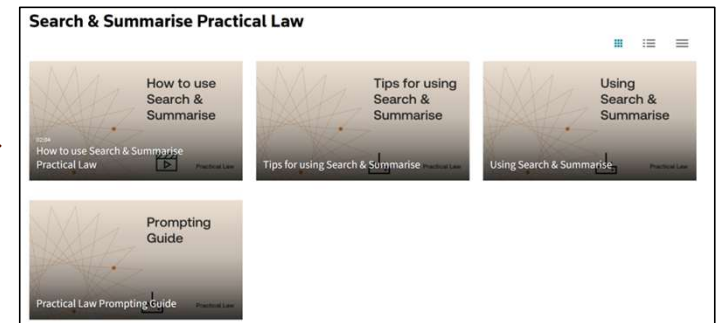 Search & Summarise Practical Law
How to use
Search &
Summarise
02:04
How to use Search & Summarise
Practical Law
Practical Law
Tips for using
Search &
Summarise
Tips for using Search & Summarise
Practical Law
Using
Search &
Summarise
Using Search & Summarise
Practical Law
Prompting
Guide
Practical Law Prompting Guide
Practical Law